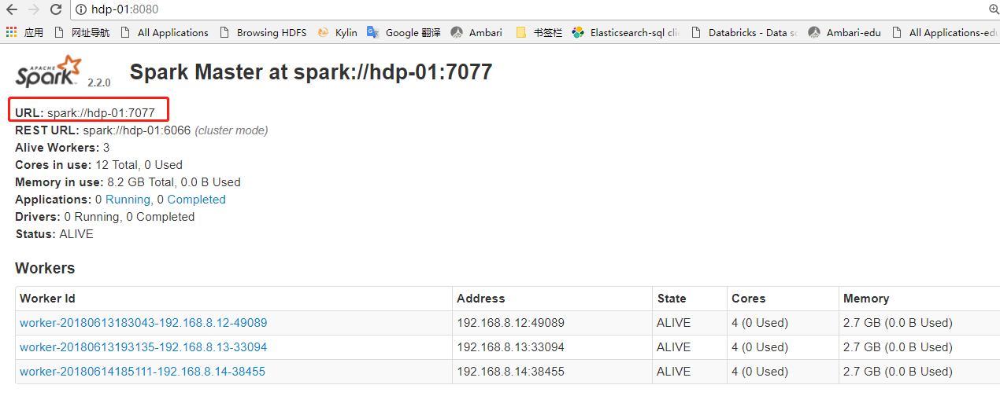 hdp-01:8080
应用 网址导航 All Applications Browsing HDFS Kylin Google 翻译 Ambari 书签栏 Elasticsearch-sql clie Databricks - Data sc Ambari-edu All Applications-edu
APACHE Spark 2.2.0 Spark Master at spark://hdp-01:7077
URL: spark://hdp-01:7077
REST URL: spark://hdp-01:6066 (cluster mode)
Alive Workers: 3
Cores in use: 12 Total, 0 Used
Memory in use: 8.2 GB Total, 0.0 B Used
Applications: 0 Running, 0 Completed
Drivers: 0 Running, 0 Completed
Status: ALIVE
Workers
Worker Id Address State Cores Memory
worker-20180613183043-192.168.8.12-49089 192.168.8.12:49089 ALIVE 4 (0 Used) 2.7 GB (0.0 B Used)
worker-20180613193135-192.168.8.13-33094 192.168.8.13:33094 ALIVE 4 (0 Used) 2.7 GB (0.0 B Used)
worker-20180614185111-192.168.8.14-38455 192.168.8.14:38455 ALIVE 4 (0 Used) 2.7 GB (0.0 B Used)